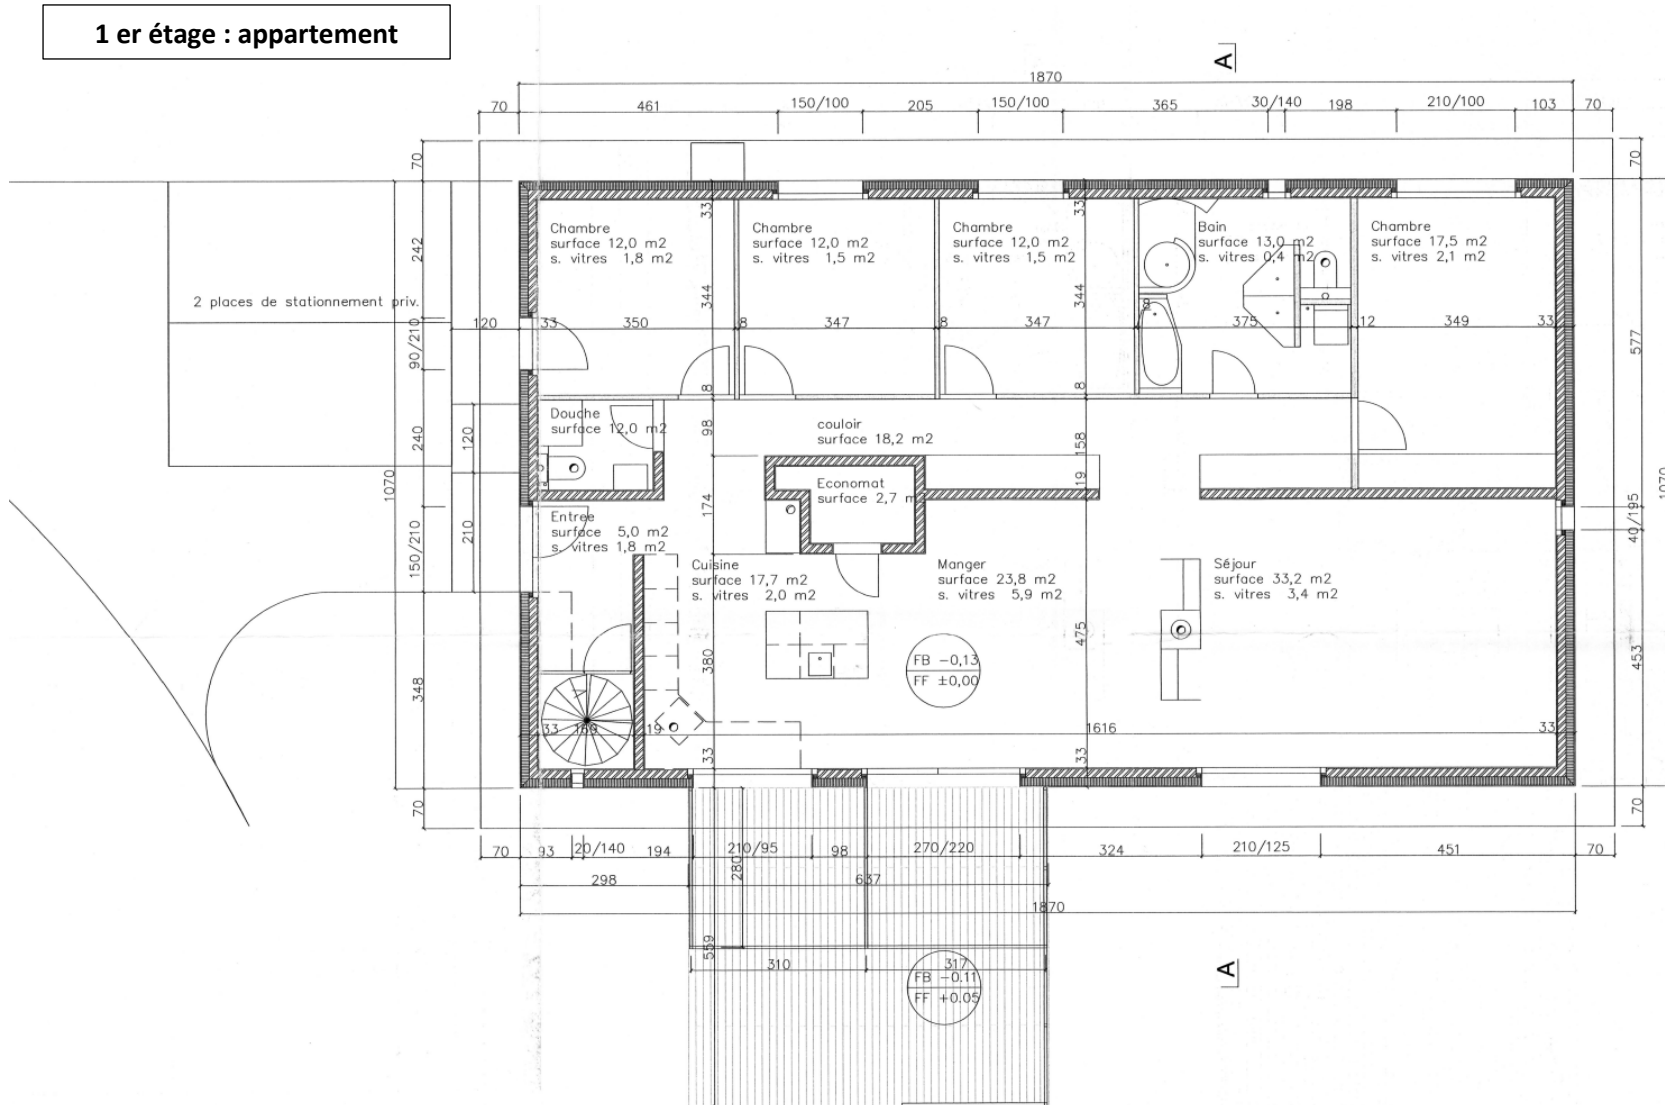 1 er étage : appartement
A
1870
70 461 150/100 205 150/100 365 30/140 198 210/100 103 70
70
70
33
33
Chambre
surface 12,0 m2
s. vitres 1,8 m2
Chambre
surface 12,0 m2
s. vitres 1,5 m2
Chambre
surface 12,0 m2
s. vitres 1,5 m2
Bain
surface 13,0 m2
s. vitres 0,4 m2
Chambre
surface 17,5 m2
s. vitres 2,1 m2
242
344
344
2 places de stationnement priv.
120 33 350 8 347 8 347 375 12 349 33
90/210
577
8
8
Douche
surface 12,0 m2
couloir
surface 18,2 m2
240
120
98
158
1070
19
1070
Economat
surface 2,7 m
174
Entree
surface 5,0 m2
s. vitres 1,8 m2
210
150/210
40/195
Cuisine
surface 17,7 m2
s. vitres 2,0 m2
Manger
surface 23,8 m2
s. vitres 5,9 m2
Séjour
surface 33,2 m2
s. vitres 3,4 m2
475
380
453
348
FB -0,13
FF ±0,00
33 160 19 1616 33
33
33
70
70
70 93 20/140 194 210/95 98 270/220 324 210/125 451 70
280
298 637
1870
559
310 317
FB -0.11
FF +0.05
A